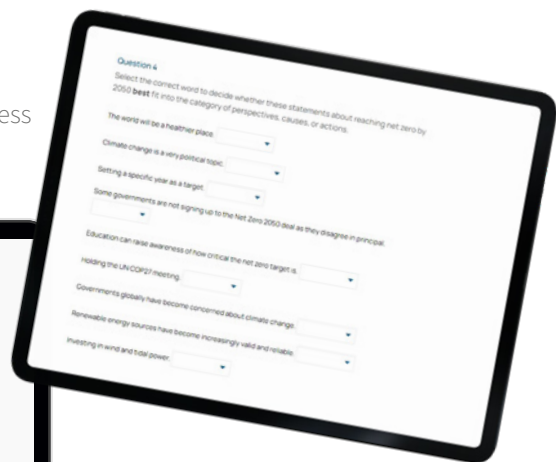 ess
Question 4
Select the correct word to decide whether these statements about reaching net zero by
2050 best fit into the category of perspectives, causes, or actions.
The world will be a healthier place.
Climate change is a very political topic.
Setting a specific year as a target.
Some governments are not signing up to the Net Zero 2050 deal as they disagree in principal.
Education can raise awareness of how critical the net zero target is.
Holding the UN COP27 meeting.
Governments globally have become concerned about climate change.
Renewable energy sources have become increasingly valid and reliable.
Investing in wind and tidal power.